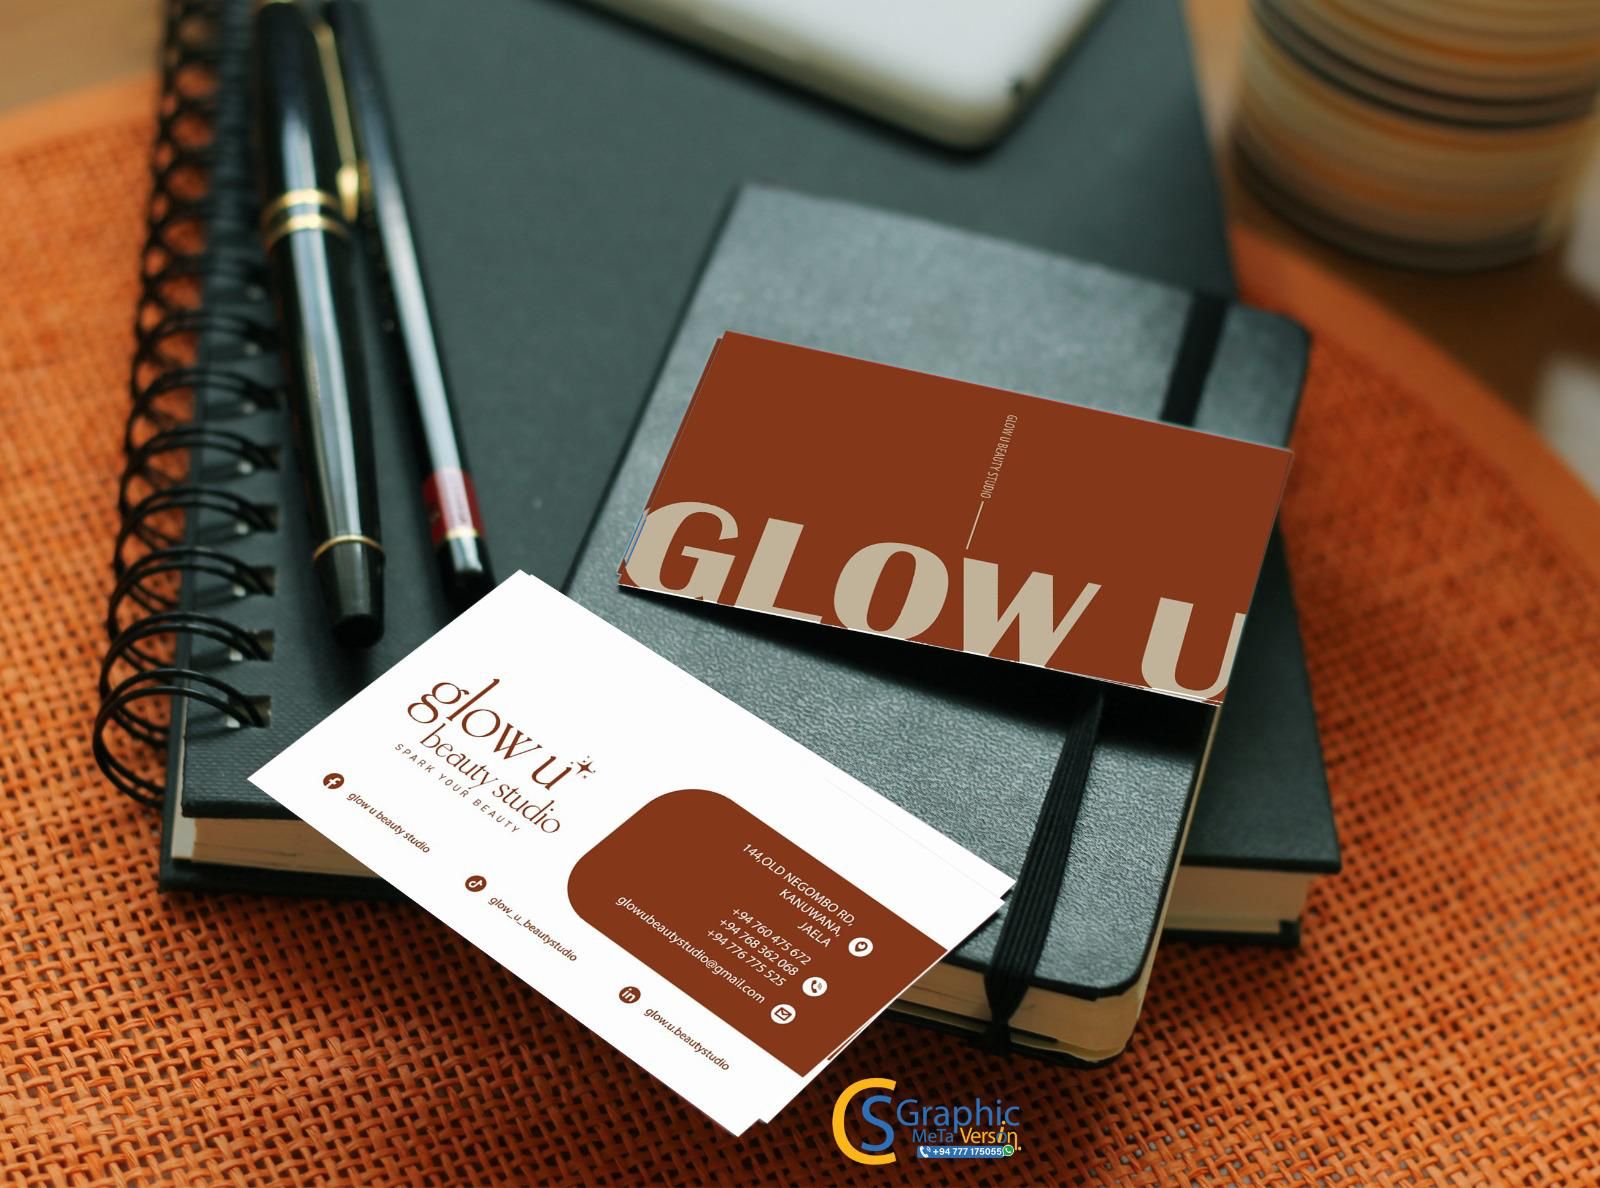 GLOW U BEAUTY STUDIO
GLOW U
glow u
beauty studio
SPARK YOUR BEAUTY
glow u beauty studio
glow_u_beautystudio
glow.u.beautystudio
144,OLD NEGOMBO RD,
KANUWANA,
JAELA
+94 760 475 672
+94 768 362 068
+94 776 775 525
glowubeautystudio@gmail.com
CS Graphic
MeTa Version
+94 777 175055